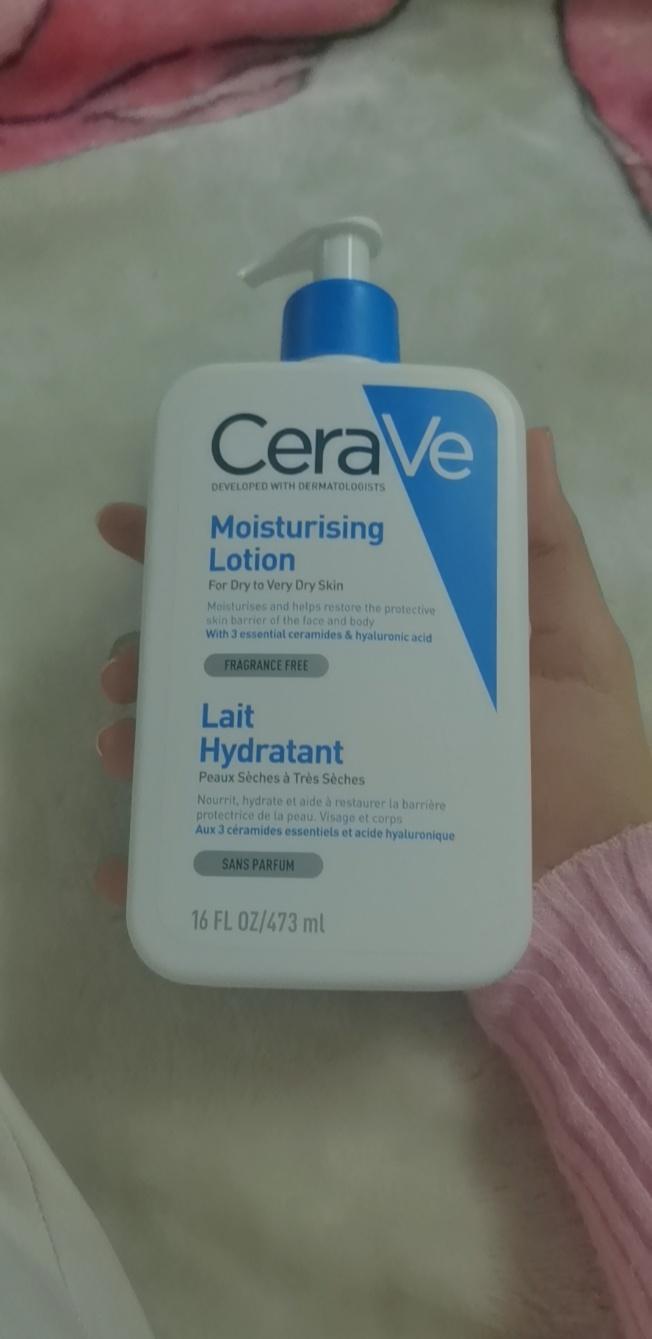 CeraVe
DEVELOPED WITH DERMATOLOGISTS
Moisturising
Lotion
For Dry to Very Dry Skin
Moisturises and helps restore the protective
skin barrier of the face and body
With 3 essential ceramides & hyaluronic acid
FRAGRANCE FREE
Lait
Hydratant
Peaux Sèches à Très Sèches
Nourrit, hydrate et aide à restaurer la barrière
protectrice de la peau. Visage et corps
Aux 3 céramides essentiels et acide hyaluronique
SANS PARFUM
16 FL OZ/473 ml